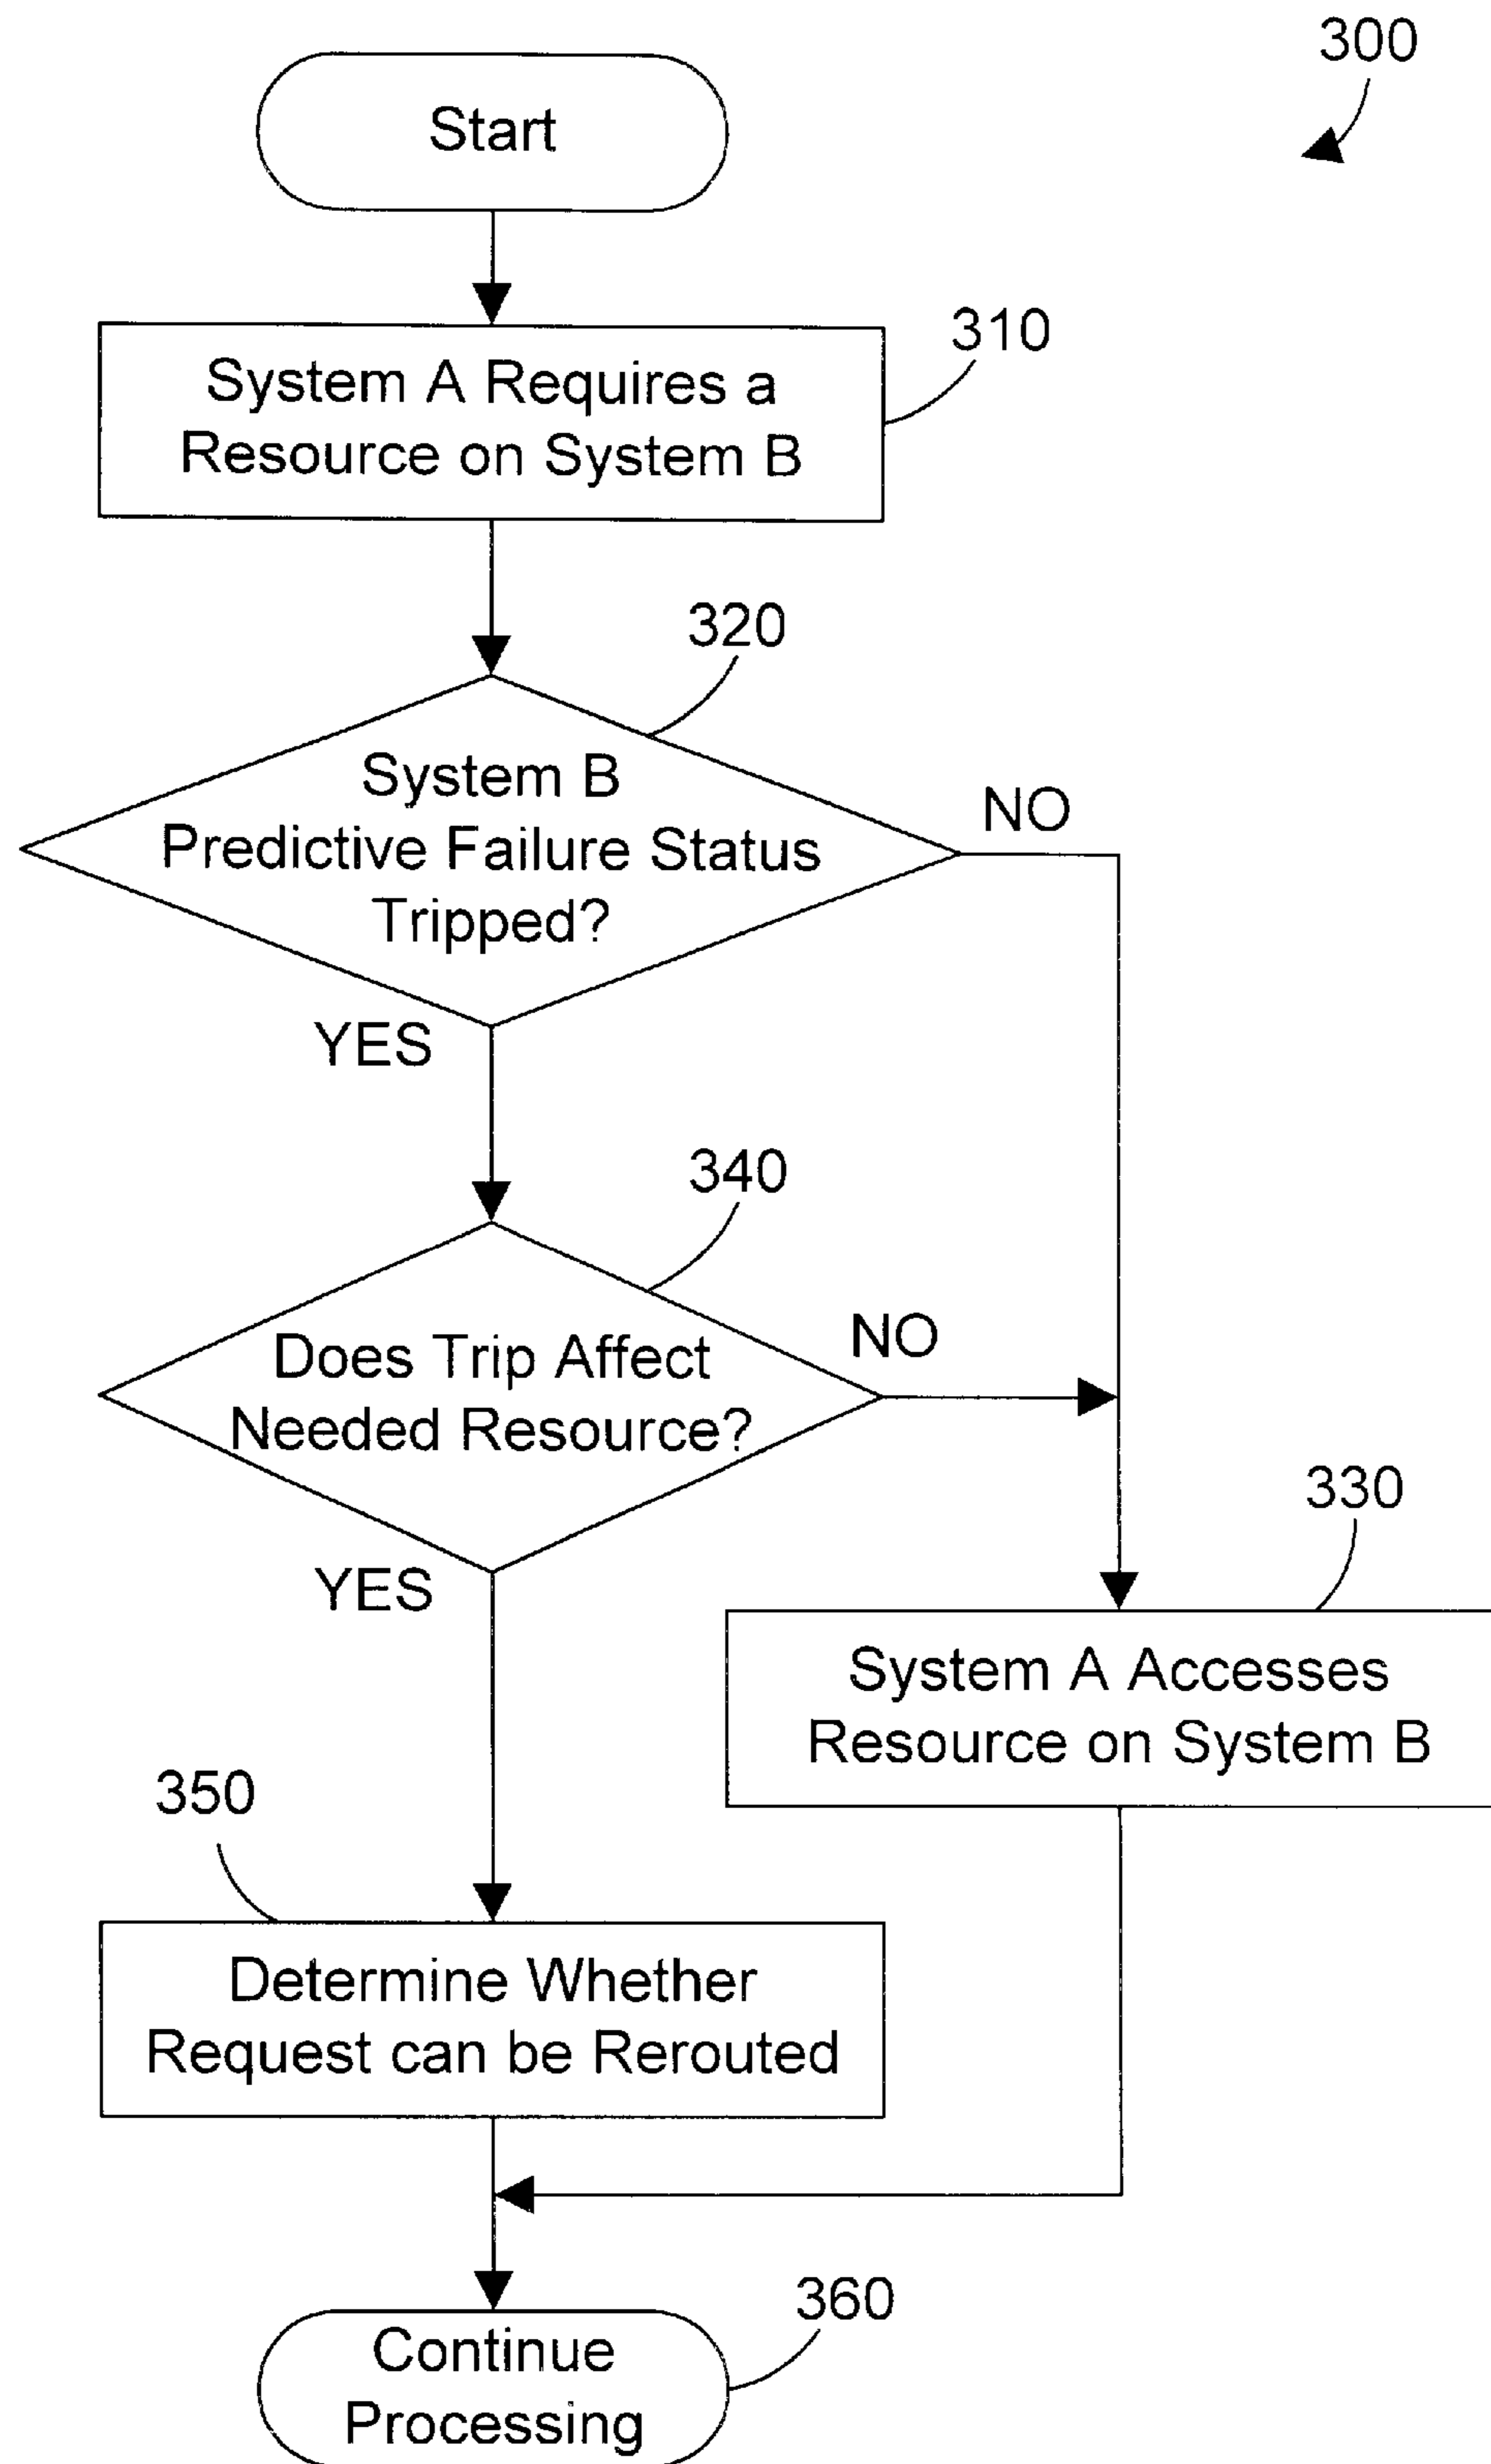 300
Start
310
System A Requires a
Resource on System B
320
System B
Predictive Failure Status
Tripped?
NO
YES
340
Does Trip Affect
Needed Resource?
NO
YES
330
System A Accesses
Resource on System B
350
Determine Whether
Request can be Rerouted
360
Continue
Processing